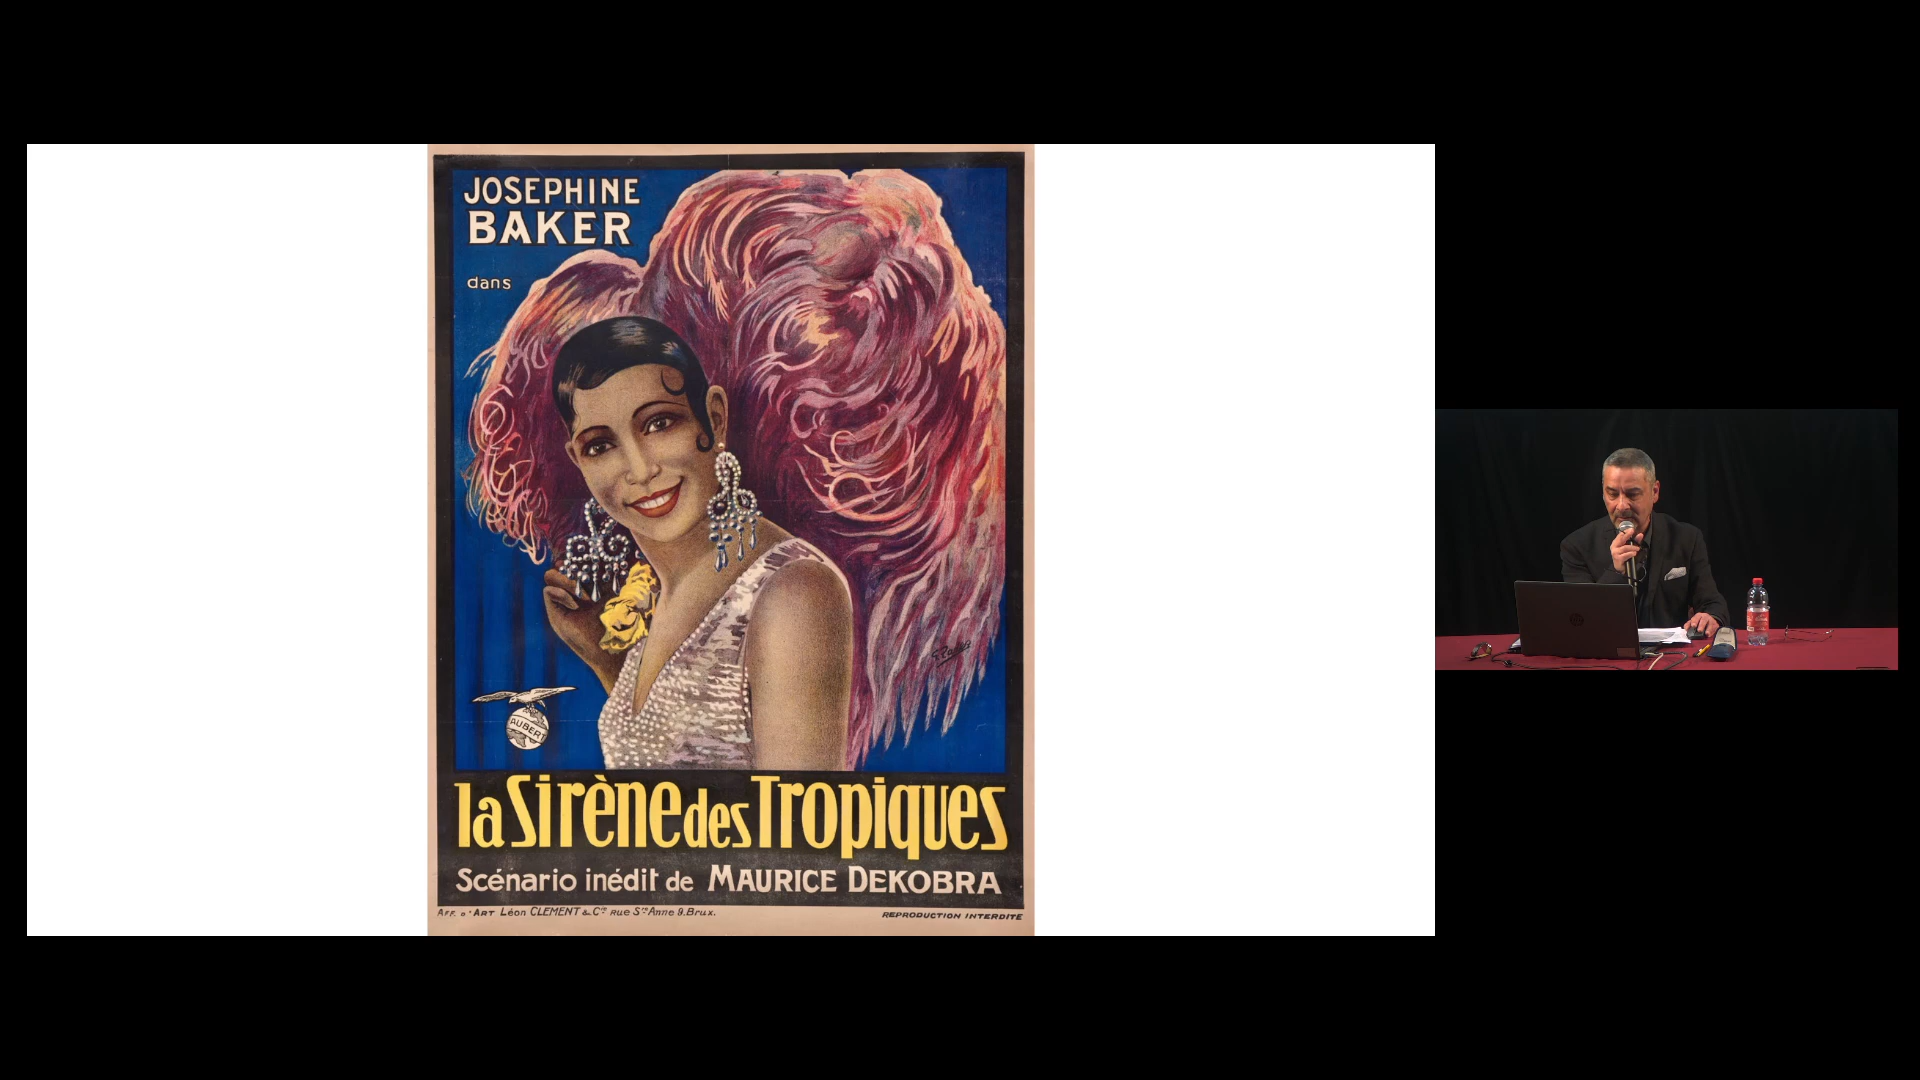 JOSEPHINE
BAKER
dans
AUBERT
la Sirène des Tropiques
Scénario inédit de MAURICE DEKOBRA
AFF. D'ART Léon CLEMENT & Cie Rue Ste Anne 9. Brux.
REPRODUCTION INTERDITE